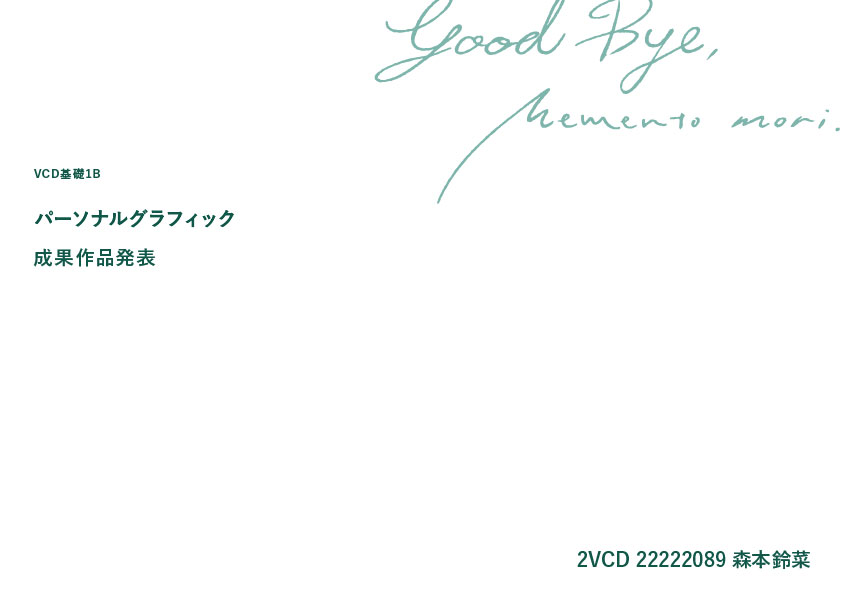 Good Bye,
Memento mori.
VCD基礎1B
パーソナルグラフィック
成果作品発表
2VCD 22222089 森本鈴菜